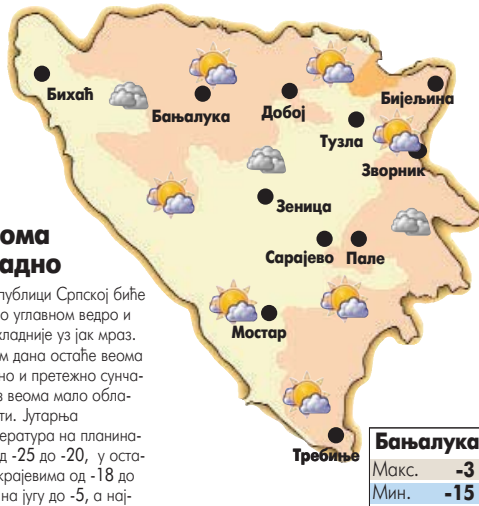 Бихаћ
Бањалука
Добој
Бијељина
Тузла
Зворник
Зеница
Сарајево Пале
Мостар
Требиње
ома
адно
публици Српској биће
о углавном ведро и
хладније уз јак мраз.
м дана остаће веома
но и претежно сунча-
з веома мало обла-
ти. Јутарња
ература на планина-
д -25 до -20, у оста-
крајевима од -18 до
на југу до -5, а нај-
Бањалука
Макс. -3
Мин. -15